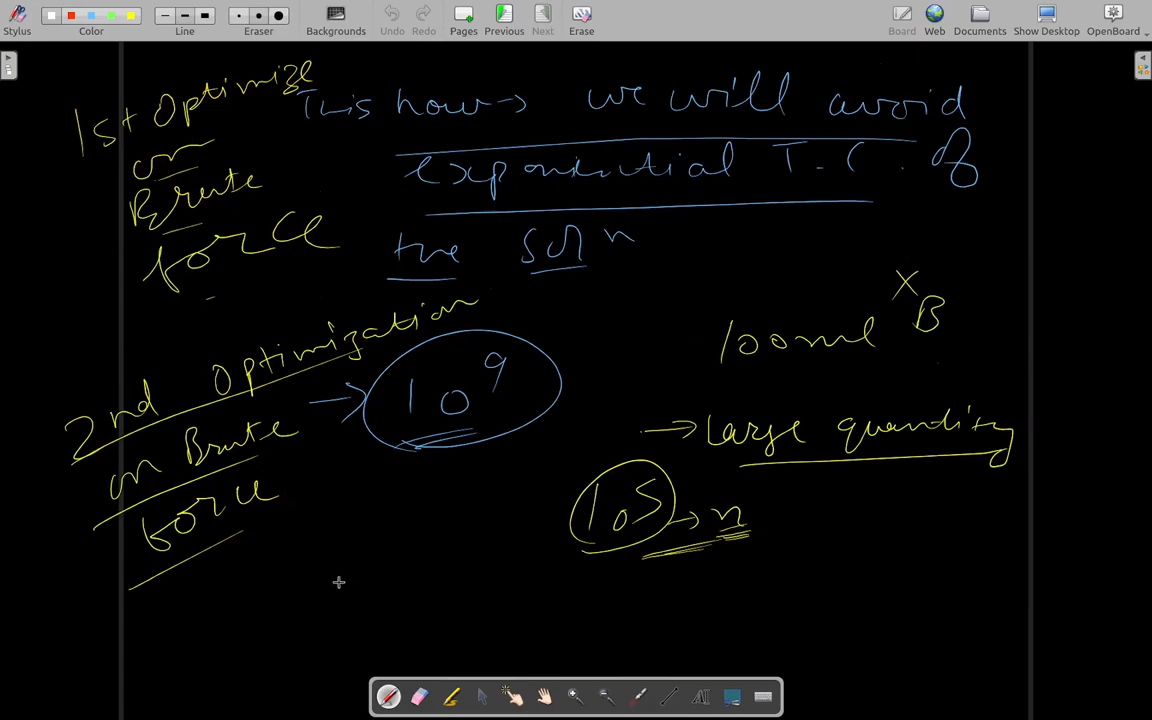 Stylus Color Line Eraser Backgrounds Undo Redo Pages Previous Next Erase Board Web Documents Show Desktop OpenBoard
1st Optimize
on
Brute
force
This how → we will avoid
exponential T.C. of
the solⁿ
2nd Optimization
on Brute
force
→ 10⁹
100ml B
→ Large quantity
10⁵ → n